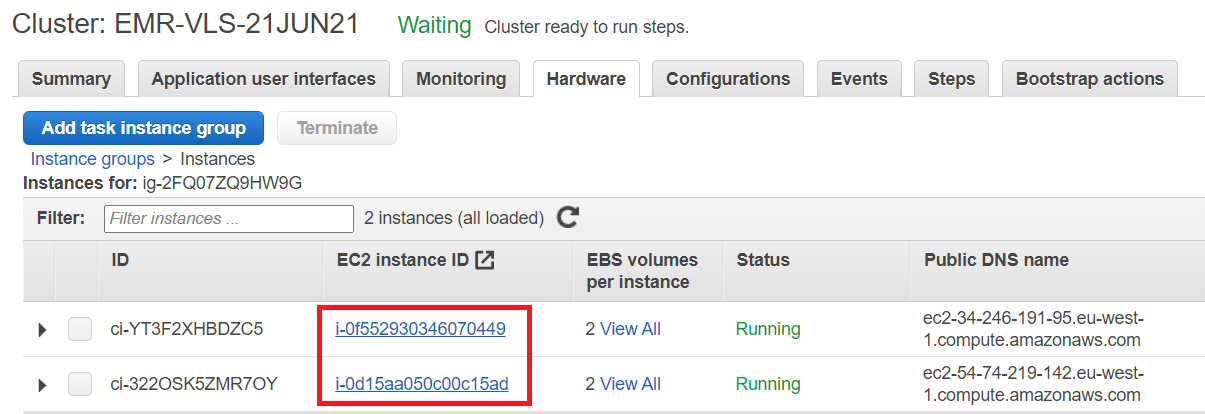 Cluster: EMR-VLS-21JUN21 Waiting Cluster ready to run steps.
Summary Application user interfaces Monitoring Hardware Configurations Events Steps Bootstrap actions
Add task instance group Terminate
Instance groups > Instances
Instances for: ig-2FQ07ZQ9HW9G
Filter: Filter instances ... 2 instances (all loaded)
ID EC2 instance ID EBS volumes per instance Status Public DNS name
ci-YT3F2XHBDZC5 i-0f552930346070449 2 View All Running ec2-34-246-191-95.eu-west-
1.compute.amazonaws.com
ci-322OSK5ZMR7OY i-0d15aa050c00c15ad 2 View All Running ec2-54-74-219-142.eu-west-
1.compute.amazonaws.com